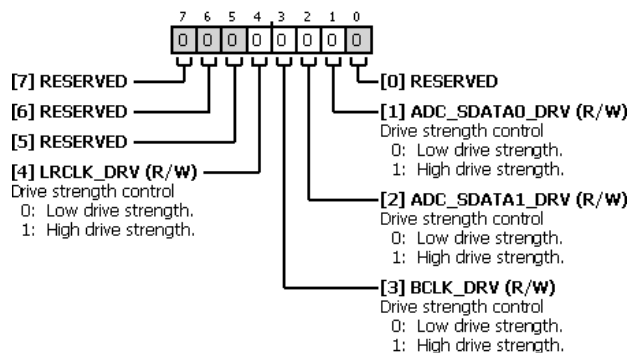 7 6 5 4 3 2 1 0
0 0 0 0 0 0 0 0
[7] RESERVED
[6] RESERVED
[5] RESERVED
[4] LRCLK_DRV (R/W)
Drive strength control
0: Low drive strength.
1: High drive strength.
[0] RESERVED
[1] ADC_SDATA0_DRV (R/W)
Drive strength control
0: Low drive strength.
1: High drive strength.
[2] ADC_SDATA1_DRV (R/W)
Drive strength control
0: Low drive strength.
1: High drive strength.
[3] BCLK_DRV (R/W)
Drive strength control
0: Low drive strength.
1: High drive strength.